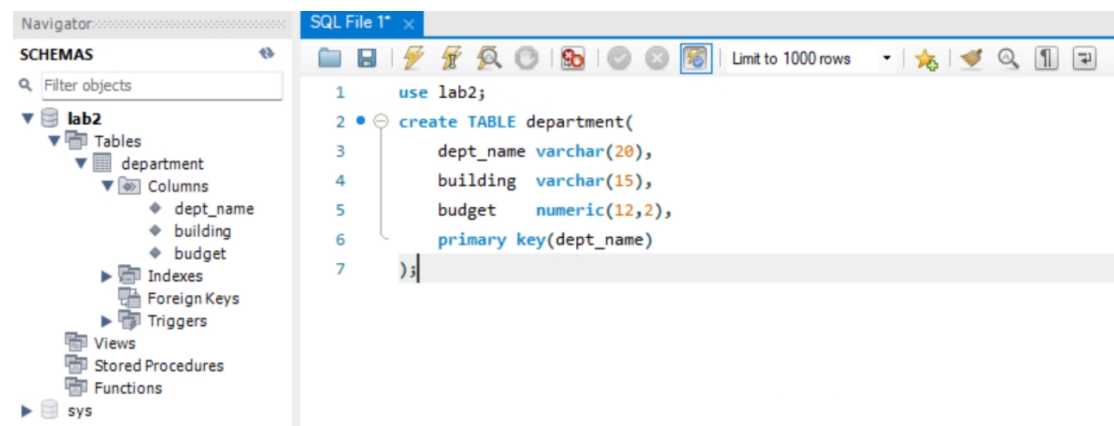 Navigator
SCHEMAS
Filter objects
lab2
Tables
department
Columns
dept_name
building
budget
Indexes
Foreign Keys
Triggers
Views
Stored Procedures
Functions
sys
SQL File 1*
Limit to 1000 rows
1 use lab2;
2 create TABLE department(
3 dept_name varchar(20),
4 building varchar(15),
5 budget numeric(12,2),
6 primary key(dept_name)
7 );